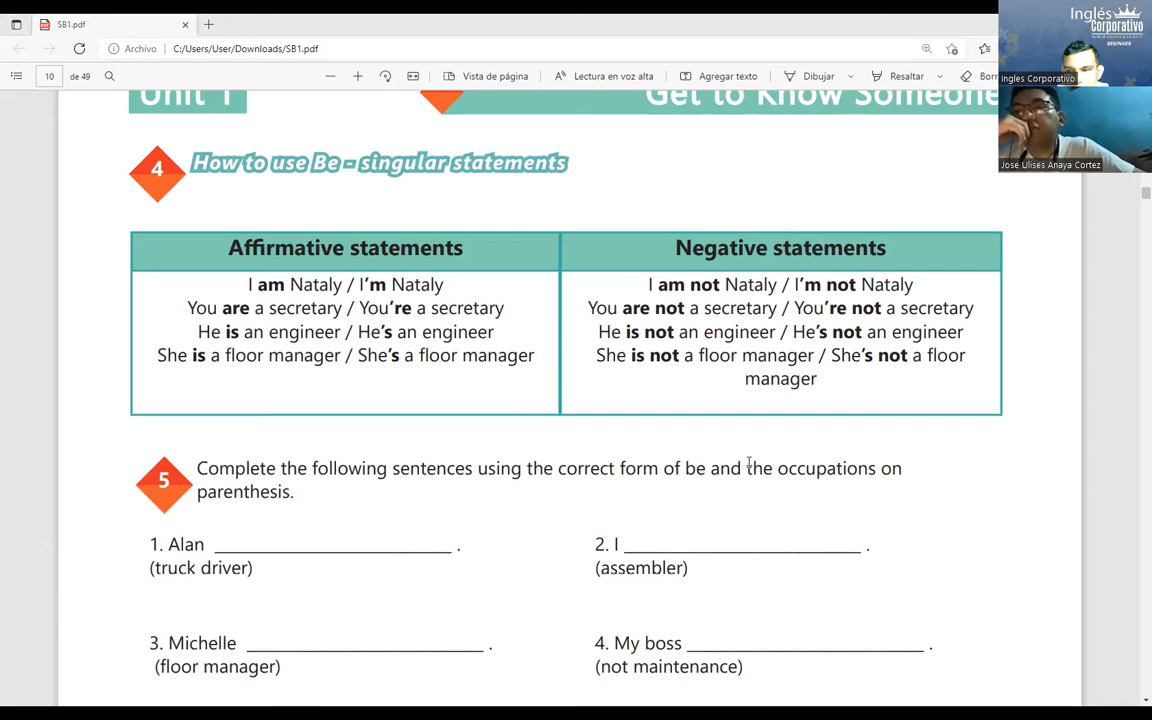 SB1.pdf
Archivo C:/Users/User/Downloads/SB1.pdf
10 de 49
Vista de página
Lectura en voz alta
Agregar texto
Dibujar
Resaltar
Borr
Inglés
Corporativo
BEGINNER
Ingles Corporativo
Jose Ulises Anaya Cortez
Unit 1
Get to Know Someone
4 How to use Be - singular statements
Affirmative statements
I am Nataly / I'm Nataly
You are a secretary / You're a secretary
He is an engineer / He's an engineer
She is a floor manager / She's a floor manager
Negative statements
I am not Nataly / I'm not Nataly
You are not a secretary / You're not a secretary
He is not an engineer / He's not an engineer
She is not a floor manager / She's not a floor
manager
5 Complete the following sentences using the correct form of be and the occupations on
parenthesis.
1. Alan ________________________ .
(truck driver)
2. I ________________________ .
(assembler)
3. Michelle ________________________ .
(floor manager)
4. My boss ________________________ .
(not maintenance)